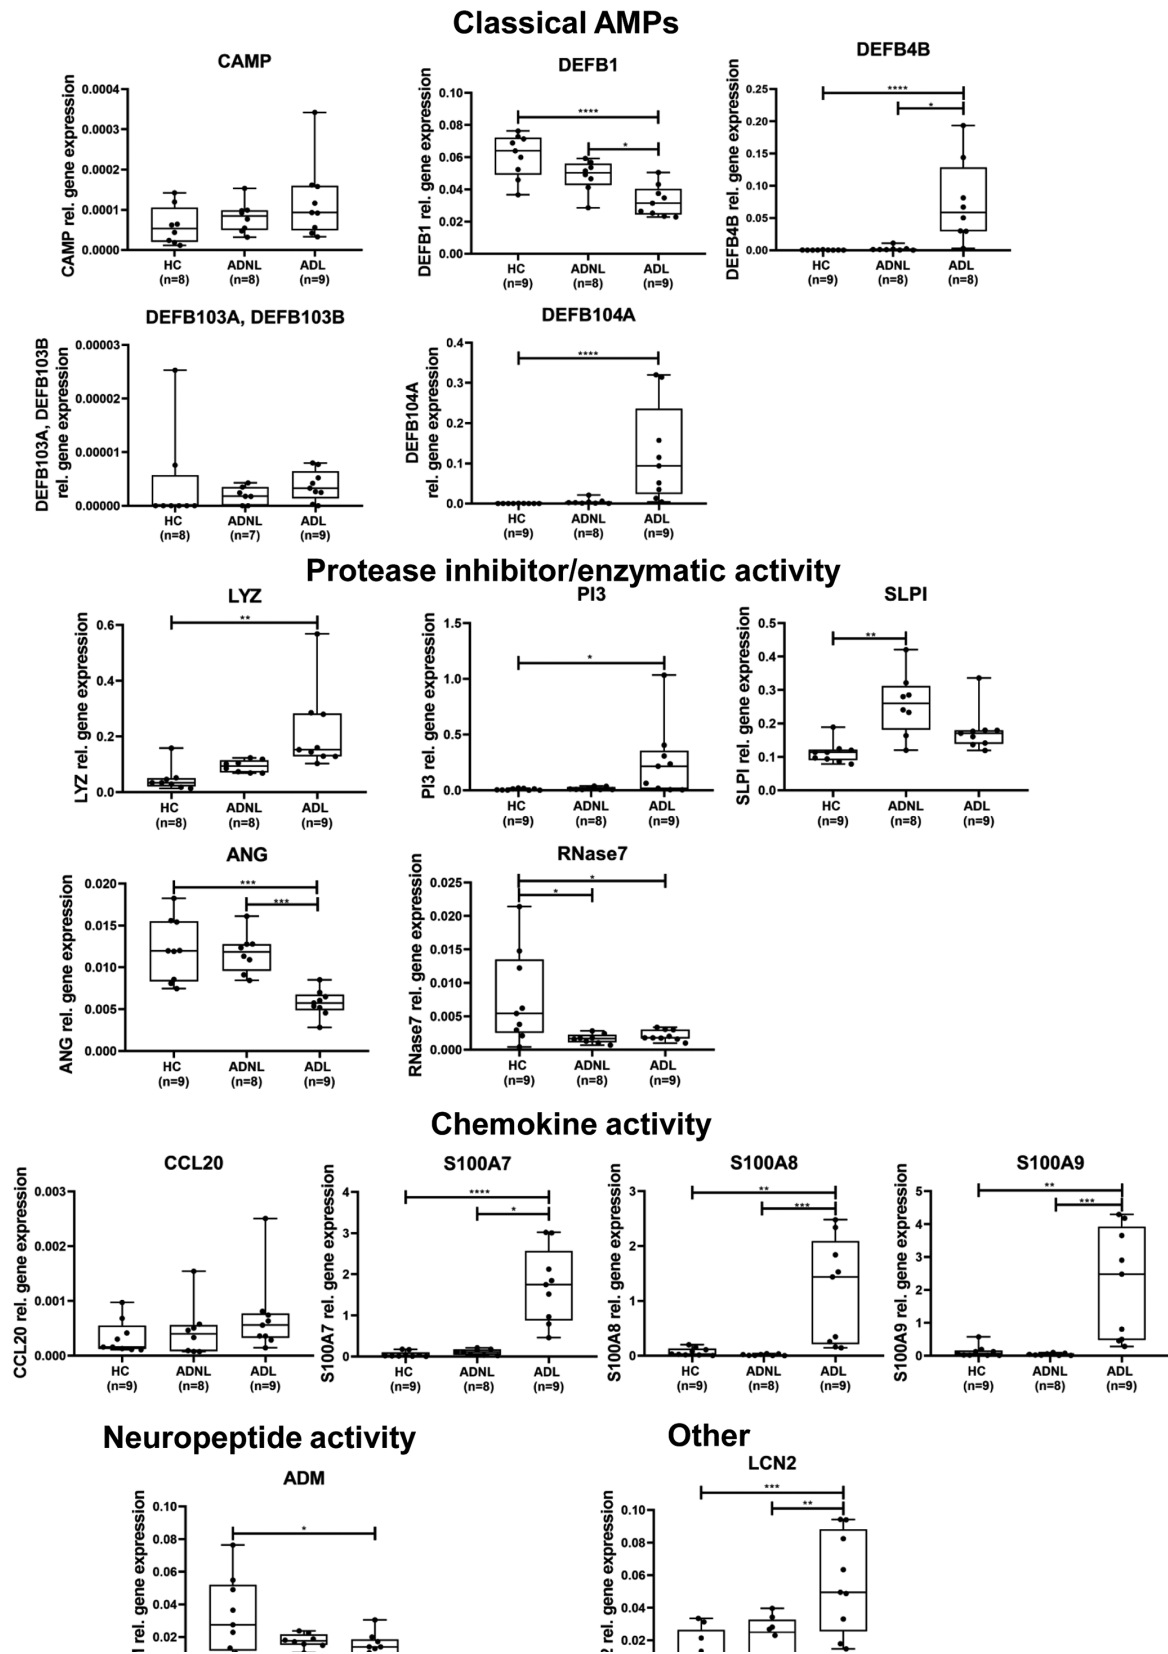 Classical AMPs
CAMP
CAMP rel. gene expression
0.0004
0.0003
0.0002
0.0001
0.0000
HC ADNL ADL
(n=8) (n=8) (n=9)
DEFB1
DEFB1 rel. gene expression
0.10
0.08
0.06
0.04
0.02
0.00
****
*
HC ADNL ADL
(n=9) (n=8) (n=9)
DEFB4B
DEFB4B rel. gene expression
0.25
0.20
0.15
0.10
0.05
0.00
****
*
HC ADNL ADL
(n=9) (n=8) (n=8)
DEFB103A, DEFB103B
DEFB103A, DEFB103B
rel. gene expression
0.00003
0.00002
0.00001
0.00000
HC ADNL ADL
(n=8) (n=7) (n=9)
DEFB104A
DEFB104A
rel. gene expression
0.4
0.3
0.2
0.1
0.0
****
HC ADNL ADL
(n=9) (n=8) (n=9)
Protease inhibitor/enzymatic activity
LYZ
LYZ rel. gene expression
0.6
0.4
0.2
0.0
**
HC ADNL ADL
(n=8) (n=8) (n=9)
PI3
PI3 rel. gene expression
1.5
1.0
0.5
0.0
*
HC ADNL ADL
(n=9) (n=8) (n=9)
SLPI
SLPI rel. gene expression
0.5
0.4
0.3
0.2
0.1
0.0
**
HC ADNL ADL
(n=9) (n=8) (n=9)
ANG
ANG rel. gene expression
0.020
0.015
0.010
0.005
0.000
***
***
HC ADNL ADL
(n=9) (n=8) (n=9)
RNase7
RNase7 rel. gene expression
0.025
0.020
0.015
0.010
0.005
0.000
*
*
HC ADNL ADL
(n=9) (n=8) (n=9)
Chemokine activity
CCL20
CCL20 rel. gene expression
0.003
0.002
0.001
0.000
HC ADNL ADL
(n=9) (n=8) (n=9)
S100A7
S100A7 rel. gene expression
4
3
2
1
0
****
*
HC ADNL ADL
(n=9) (n=8) (n=9)
S100A8
S100A8 rel. gene expression
3
2
1
0
**
***
HC ADNL ADL
(n=9) (n=8) (n=9)
S100A9
S100A9 rel. gene expression
5
4
3
2
1
0
**
***
HC ADNL ADL
(n=9) (n=8) (n=9)
Neuropeptide activity
ADM
rel. gene expression
0.10
0.08
0.06
0.04
0.02
*
Other
LCN2
2 rel. gene expression
0.10
0.08
0.06
0.04
0.02
***
**